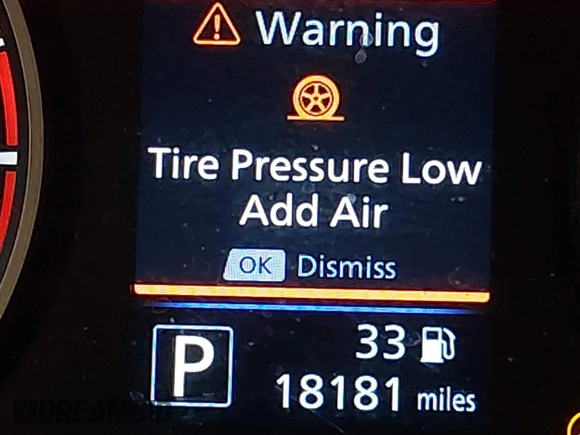 Warning
Tire Pressure Low
Add Air
OK Dismiss
P
33
18181 miles